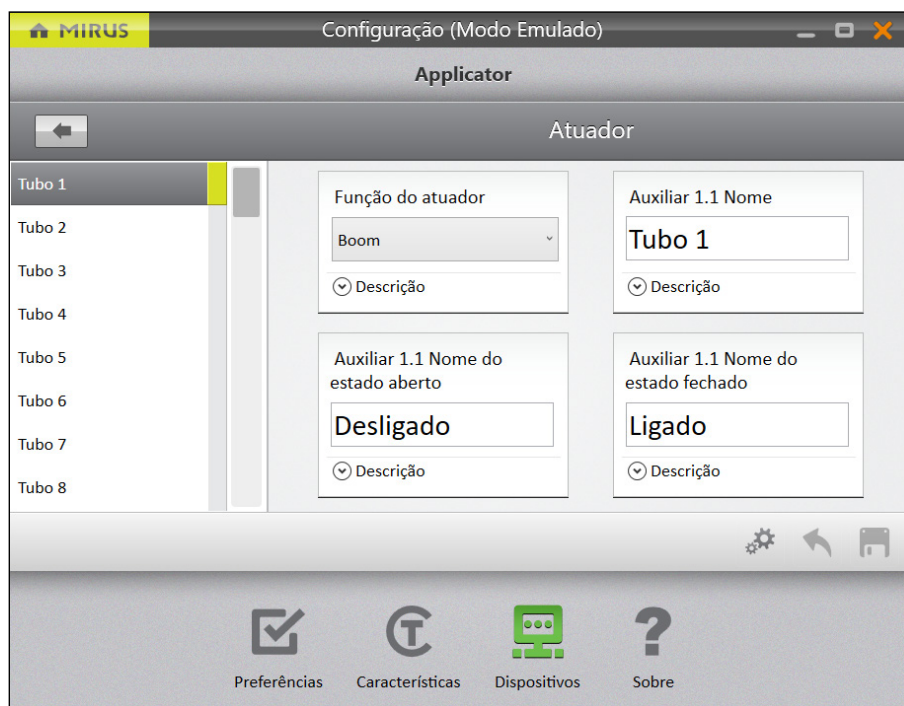 MIRUS
Configuração (Modo Emulado)
Applicator
Atuador
Tubo 1
Tubo 2
Tubo 3
Tubo 4
Tubo 5
Tubo 6
Tubo 7
Tubo 8
Função do atuador
Boom
Descrição
Auxiliar 1.1 Nome
Tubo 1
Descrição
Auxiliar 1.1 Nome do
estado aberto
Desligado
Descrição
Auxiliar 1.1 Nome do
estado fechado
Ligado
Descrição
Preferências
Características
Dispositivos
Sobre